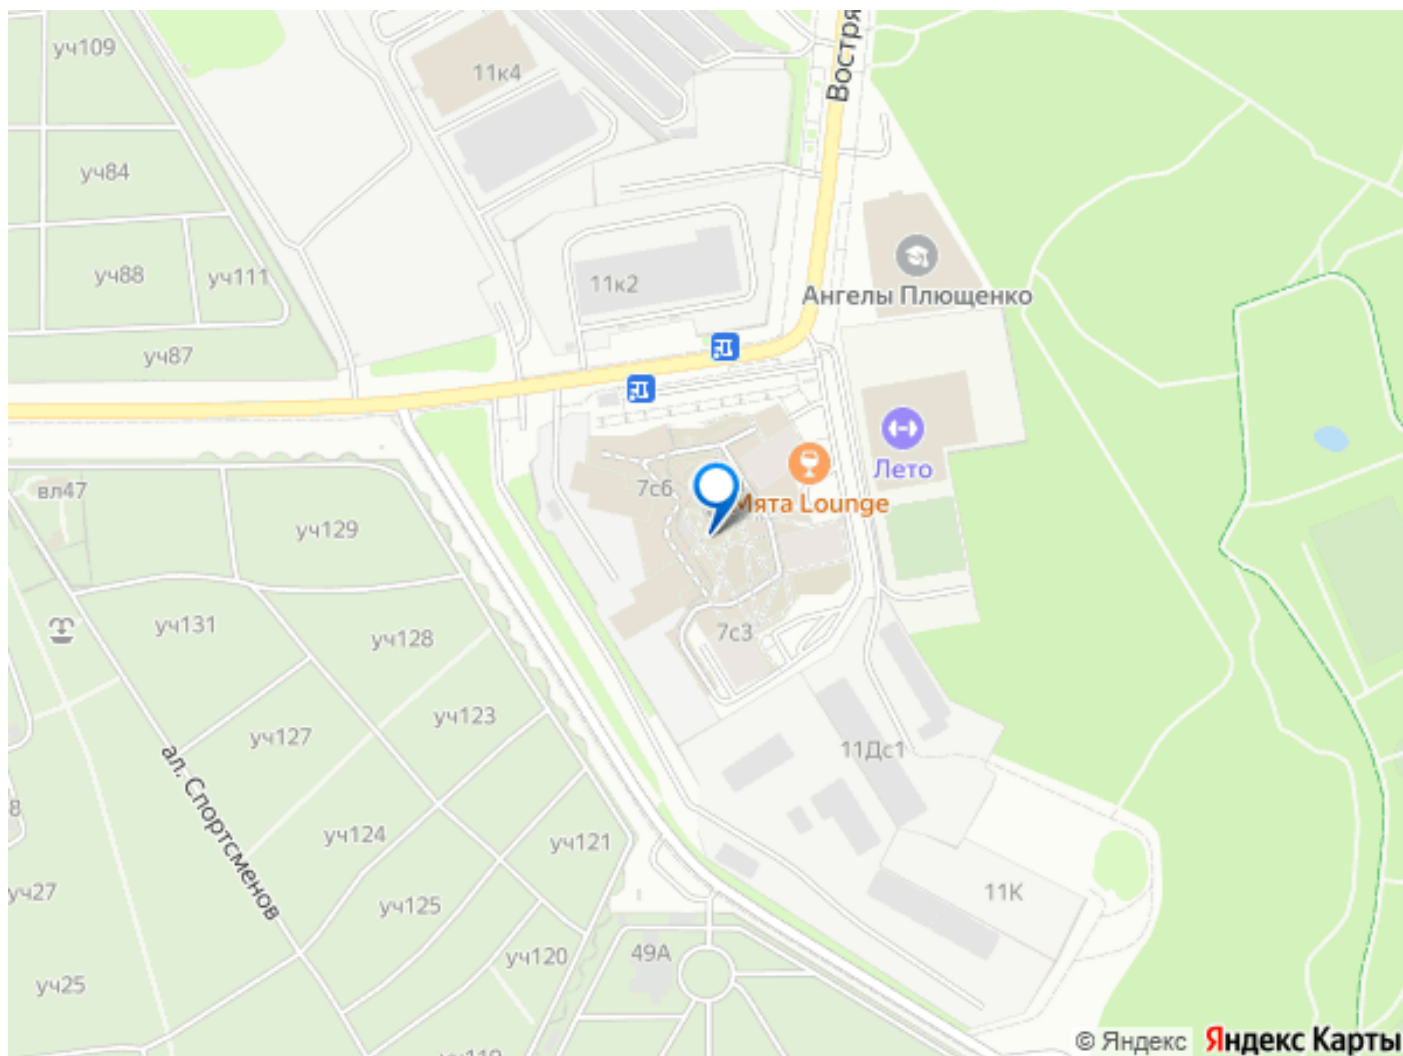 уч109
11к4
Востря
уч84
уч88
уч111
11к2
Ангелы Плющенко
уч87
Лето
вл47
7с6
Мята Lounge
уч129
уч131
уч128
7с3
уч123
уч127
11Дс1
ал. Спортсменов
8
уч124
уч121
уч27
уч125
11К
49А
уч120
уч25
© Яндекс
Яндекс Карты